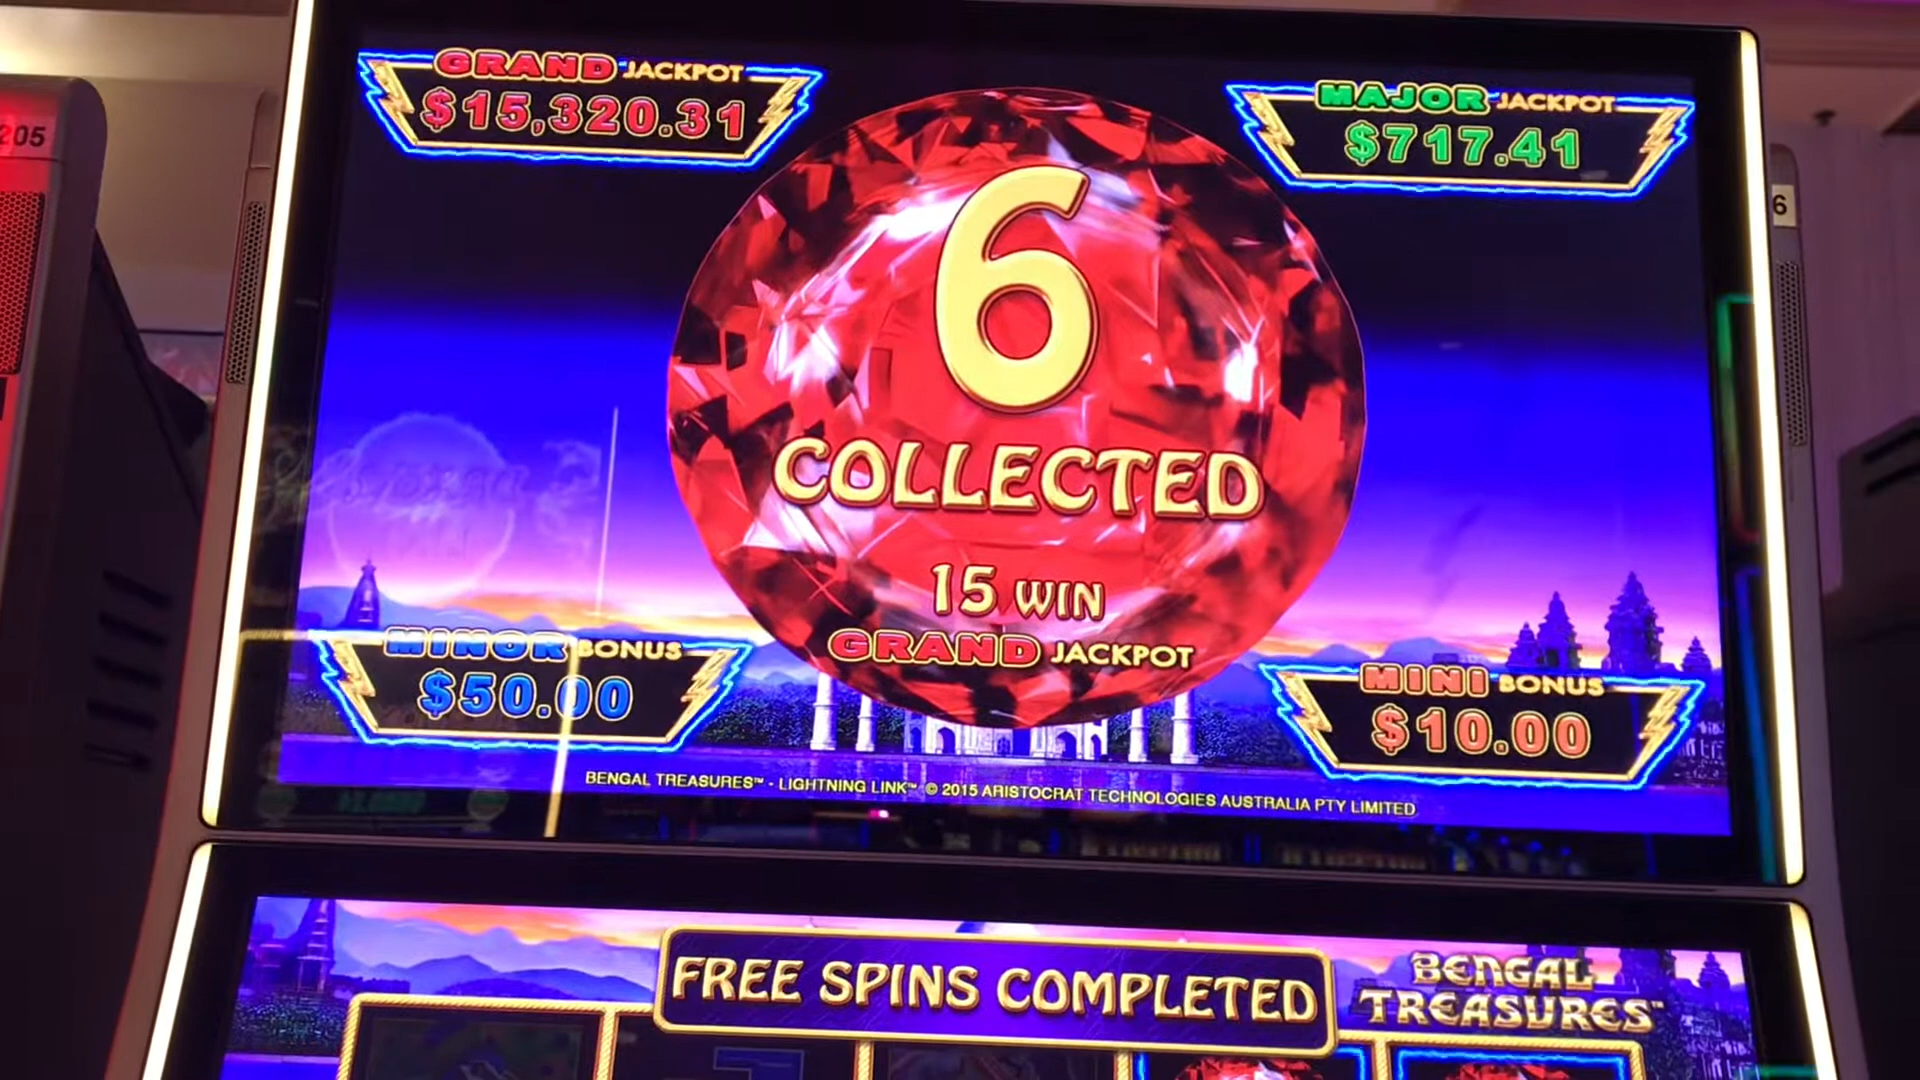 GRAND JACKPOT
$15,320.31
MAJOR JACKPOT
$717.41
205
6
6
COLLECTED
15 WIN
GRAND JACKPOT
MINOR BONUS
$50.00
MINI BONUS
$10.00
BENGAL TREASURES™ - LIGHTNING LINK™ © 2015 ARISTOCRAT TECHNOLOGIES AUSTRALIA PTY LIMITED
FREE SPINS COMPLETED
BENGAL
TREASURES™